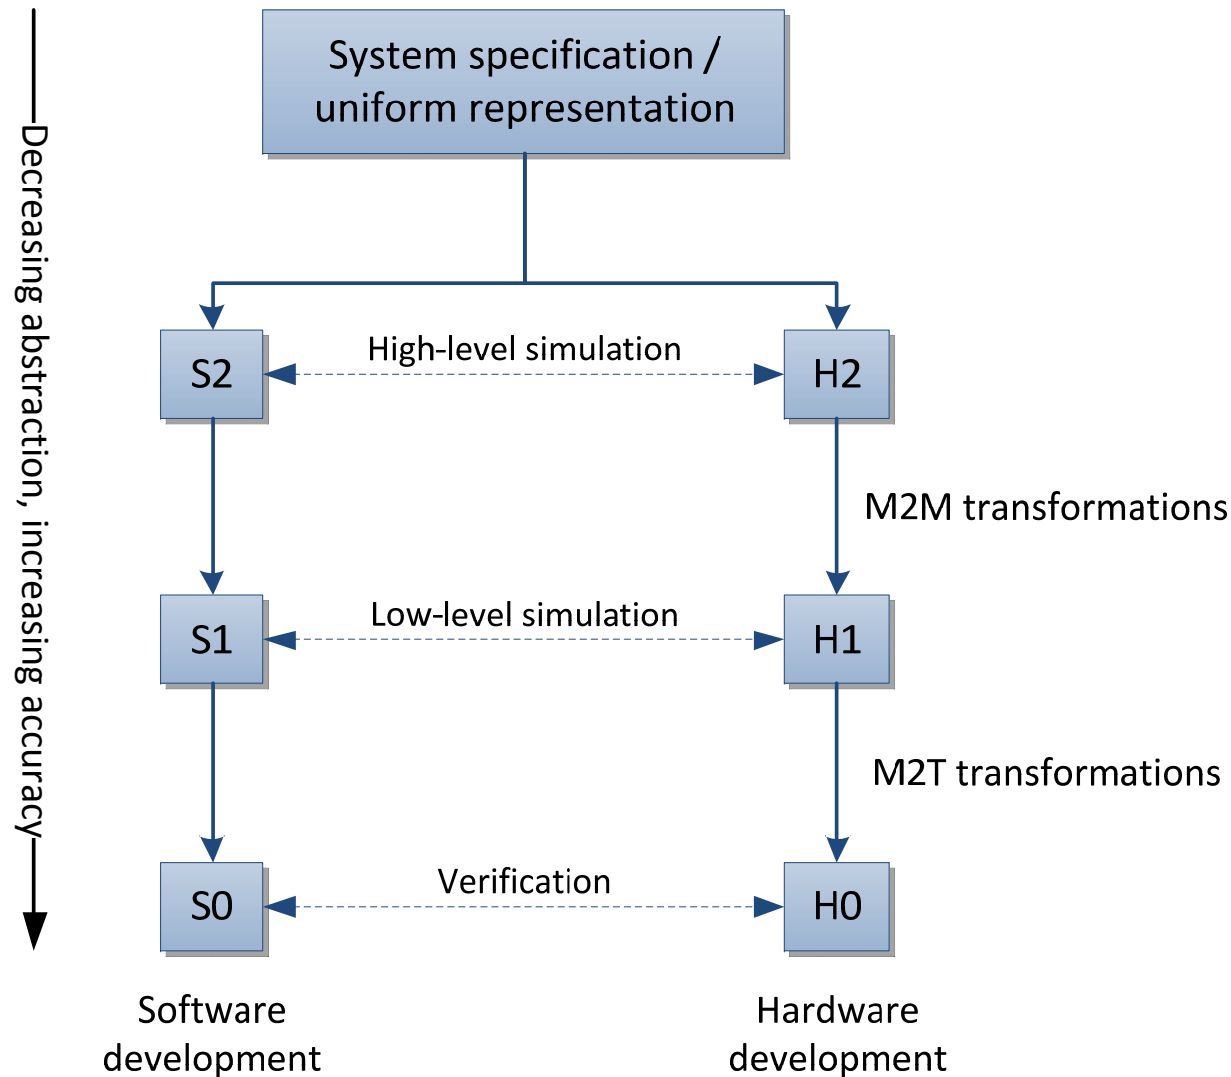 System specification /
uniform representation
Decreasing abstraction, increasing accuracy
S2
High-level simulation
H2
M2M transformations
S1
Low-level simulation
H1
M2T transformations
S0
Verification
H0
Software
development
Hardware
development